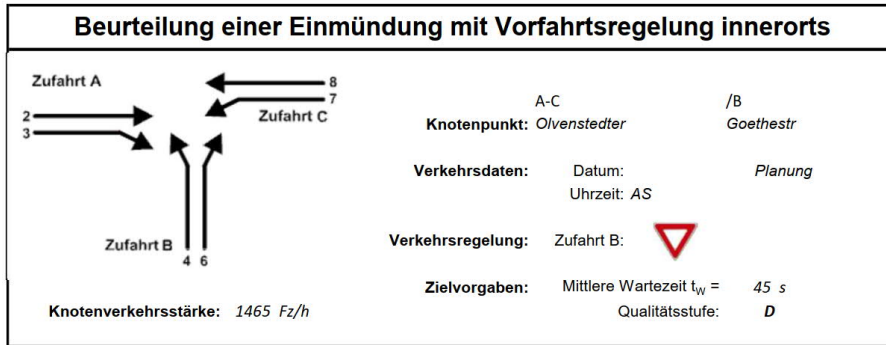 Beurteilung einer Einmündung mit Vorfahrtsregelung innerorts
Zufahrt A
8
7
2
Zufahrt C
3
Zufahrt B
4 6
Knotenverkehrsstärke: 1465 Fz/h
A-C /B
Knotenpunkt: Olvenstedter Goethestr
Verkehrsdaten: Datum: Planung
Uhrzeit: AS
Verkehrsregelung: Zufahrt B:
Zielvorgaben: Mittlere Wartezeit tW = 45 s
Qualitätsstufe: D